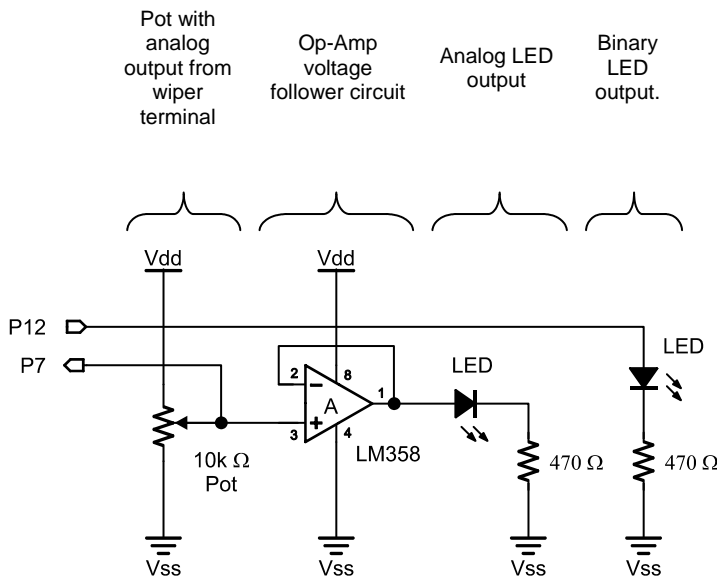 Pot with
analog
output from
wiper
terminal
Op-Amp
voltage
follower circuit
Analog LED
output
Binary
LED
output.
Vdd
Vdd
P12
P7
LED
LED
2
8
1
A
3
4
LM358
10k Ω
Pot
470 Ω
470 Ω
Vss
Vss
Vss
Vss